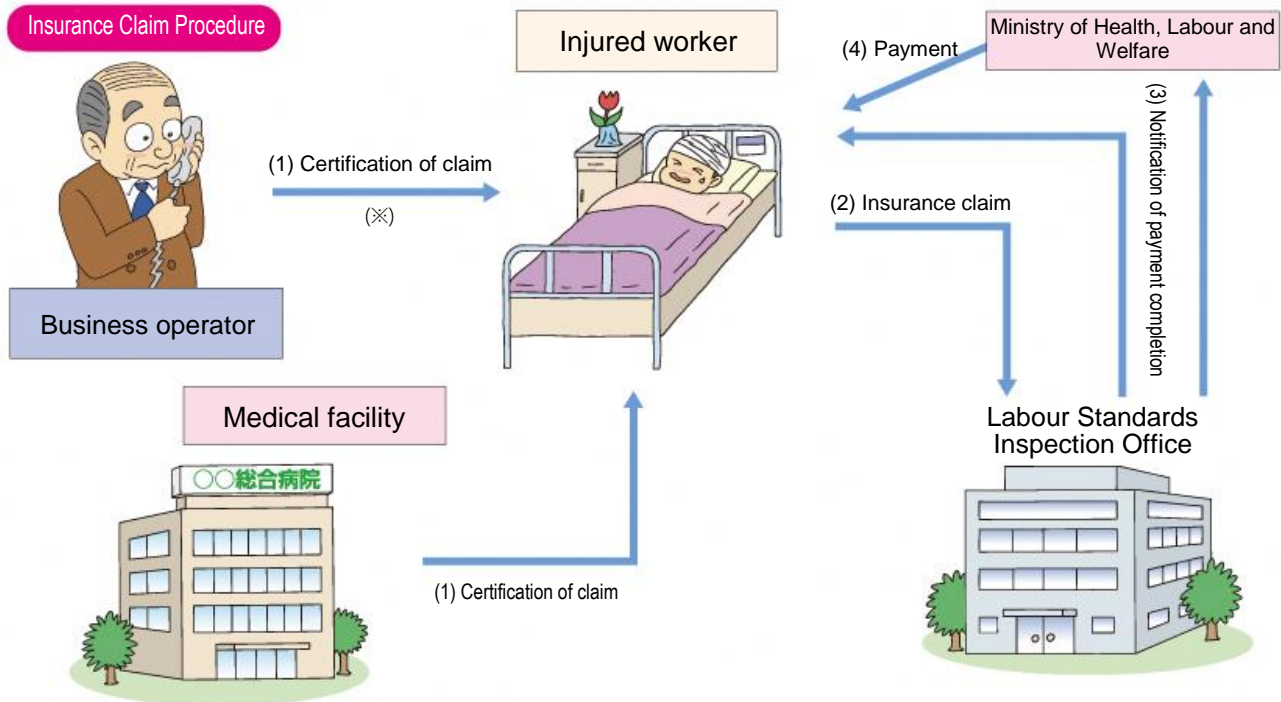 Insurance Claim Procedure
Injured worker
(4) Payment
Ministry of Health, Labour and
Welfare
(1) Certification of claim
(※)
(2) Insurance claim
(3) Notification of payment completion
Business operator
Medical facility
○○総合病院
(1) Certification of claim
Labour Standards
Inspection Office